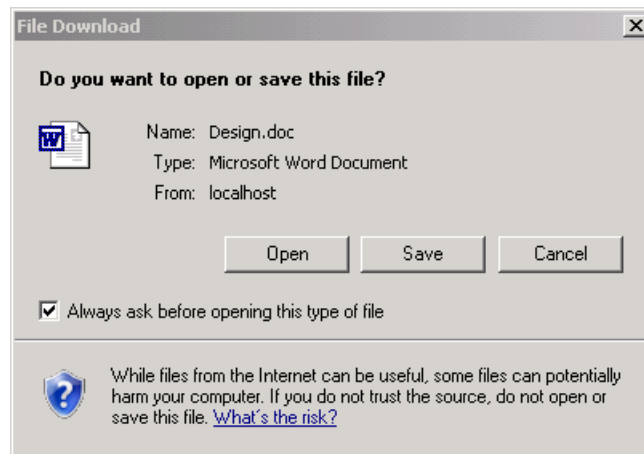 File Download
Do you want to open or save this file?
Name: Design.doc
Type: Microsoft Word Document
From: localhost
Open Save Cancel
Always ask before opening this type of file
While files from the Internet can be useful, some files can potentially
harm your computer. If you do not trust the source, do not open or
save this file. What's the risk?